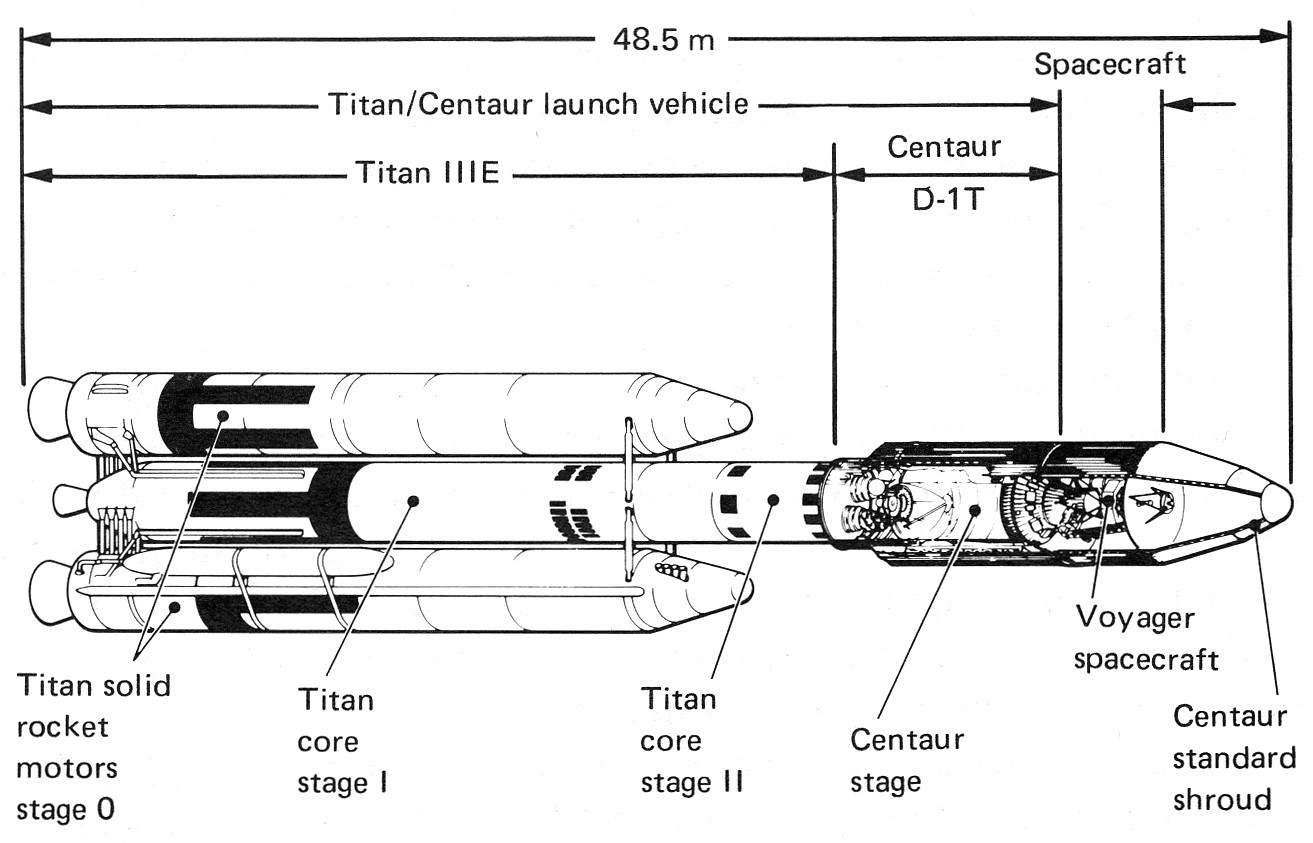 48.5 m
Spacecraft
Titan/Centaur launch vehicle
Centaur
Titan IIIE
D-1T
Titan solid
rocket
motors
stage 0
Titan
core
stage I
Titan
core
stage II
Centaur
stage
Voyager
spacecraft
Centaur
standard
shroud